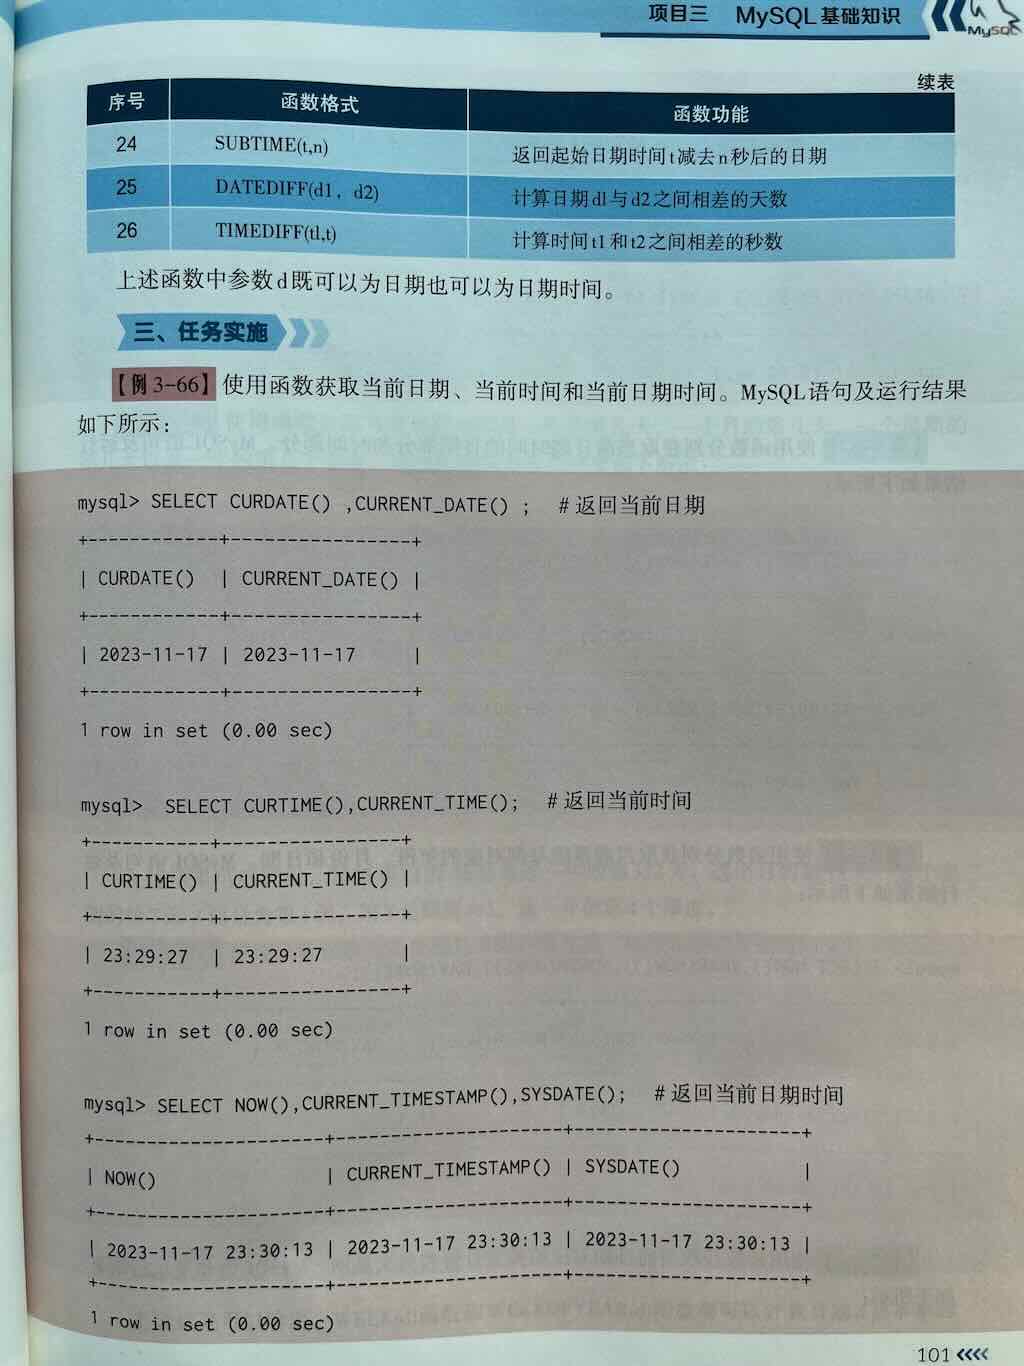 项目三 MySQL基础知识
MySQL
续表
序号 函数格式 函数功能
24 SUBTIME(t,n) 返回起始日期时间t减去n秒后的日期
25 DATEDIFF(d1，d2) 计算日期d1与d2之间相差的天数
26 TIMEDIFF(t1,t) 计算时间t1和t2之间相差的秒数
上述函数中参数d既可以为日期也可以为日期时间。
三、任务实施
【例3-66】使用函数获取当前日期、当前时间和当前日期时间。MySQL语句及运行结果
如下所示：
mysql> SELECT CURDATE() ,CURRENT_DATE() ; #返回当前日期
+------------+----------------+
| CURDATE() | CURRENT_DATE() |
+------------+----------------+
| 2023-11-17 | 2023-11-17 |
+------------+----------------+
1 row in set (0.00 sec)
mysql> SELECT CURTIME(),CURRENT_TIME(); #返回当前时间
+-----------+----------------+
| CURTIME() | CURRENT_TIME() |
+-----------+----------------+
| 23:29:27 | 23:29:27 |
+-----------+----------------+
1 row in set (0.00 sec)
mysql> SELECT NOW(),CURRENT_TIMESTAMP(),SYSDATE(); #返回当前日期时间
+---------------------+---------------------+---------------------+
| NOW() | CURRENT_TIMESTAMP() | SYSDATE() |
+---------------------+---------------------+---------------------+
| 2023-11-17 23:30:13 | 2023-11-17 23:30:13 | 2023-11-17 23:30:13 |
+---------------------+---------------------+---------------------+
1 row in set (0.00 sec)
101